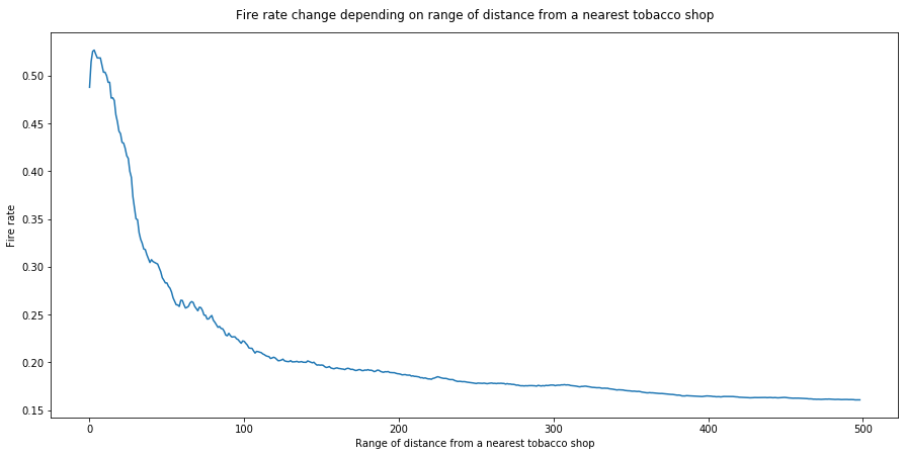 Fire rate change depending on range of distance from a nearest tobacco shop
0.50
0.45
0.40
0.35
0.30
0.25
0.20
0.15
Fire rate
0 100 200 300 400 500
Range of distance from a nearest tobacco shop